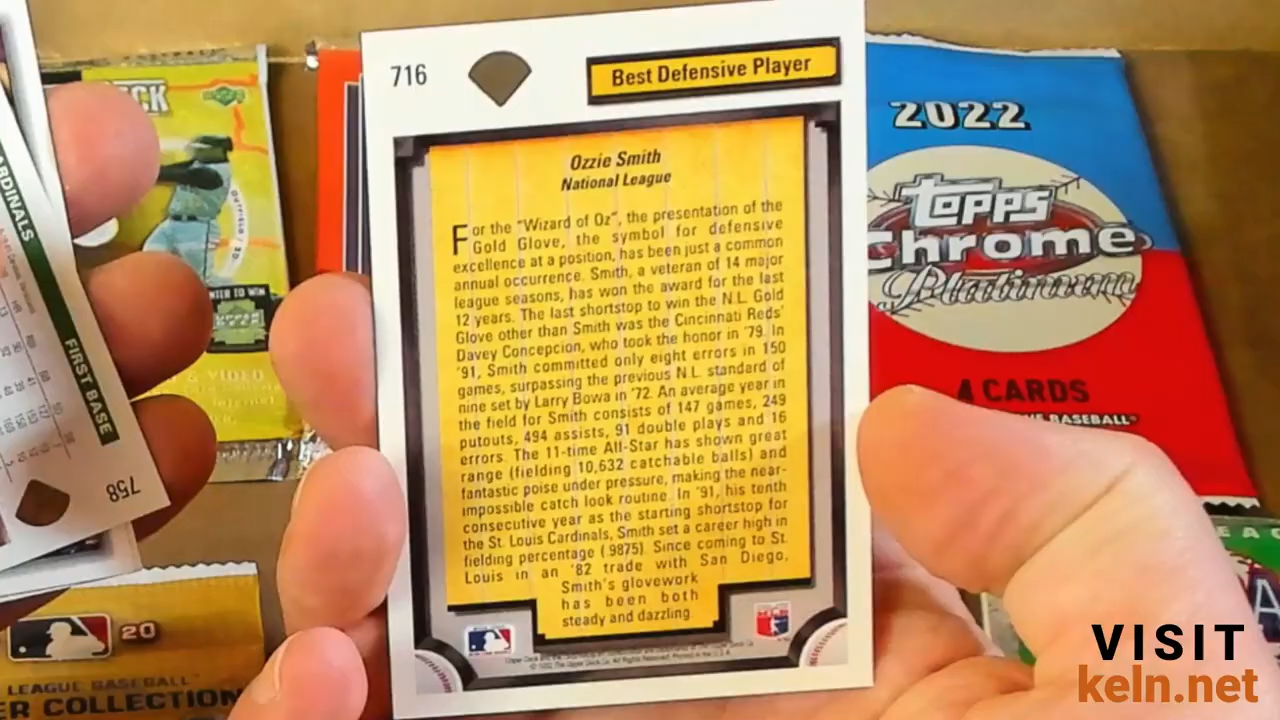 716
Best Defensive Player
Ozzie Smith
National League
For the "Wizard of Oz", the presentation of the
Gold Glove, the symbol for defensive
excellence at a position, has been just a common
annual occurrence. Smith, a veteran of 14 major
league seasons, has won the award for the last
12 years. The last shortstop to win the N.L. Gold
Glove other than Smith was the Cincinnati Reds'
Davey Concepcion, who took the honor in '79. In
'91, Smith committed only eight errors in 150
games, surpassing the previous N.L. standard of
nine set by Larry Bowa in '72. An average year in
the field for Smith consists of 147 games, 249
putouts, 494 assists, 91 double plays and 16
errors. The 11-time All-Star has shown great
range (fielding 10,632 catchable balls) and
fantastic poise under pressure, making the near-
impossible catch look routine. In '91, his tenth
consecutive year as the starting shortstop for
the St. Louis Cardinals, Smith set a career high in
fielding percentage (.9875). Since coming to St.
Louis in an '82 trade with San Diego,
Smith's glovework
has been both
steady and dazzling.
CK
& VIDEO
ARDINALS
FIRST BASE
758
2022
topps
Chrome
Platinum
4 CARDS
BASEBALL
20
LEAGUE BASEBALL
ER COLLECTION
VISIT
keln.net